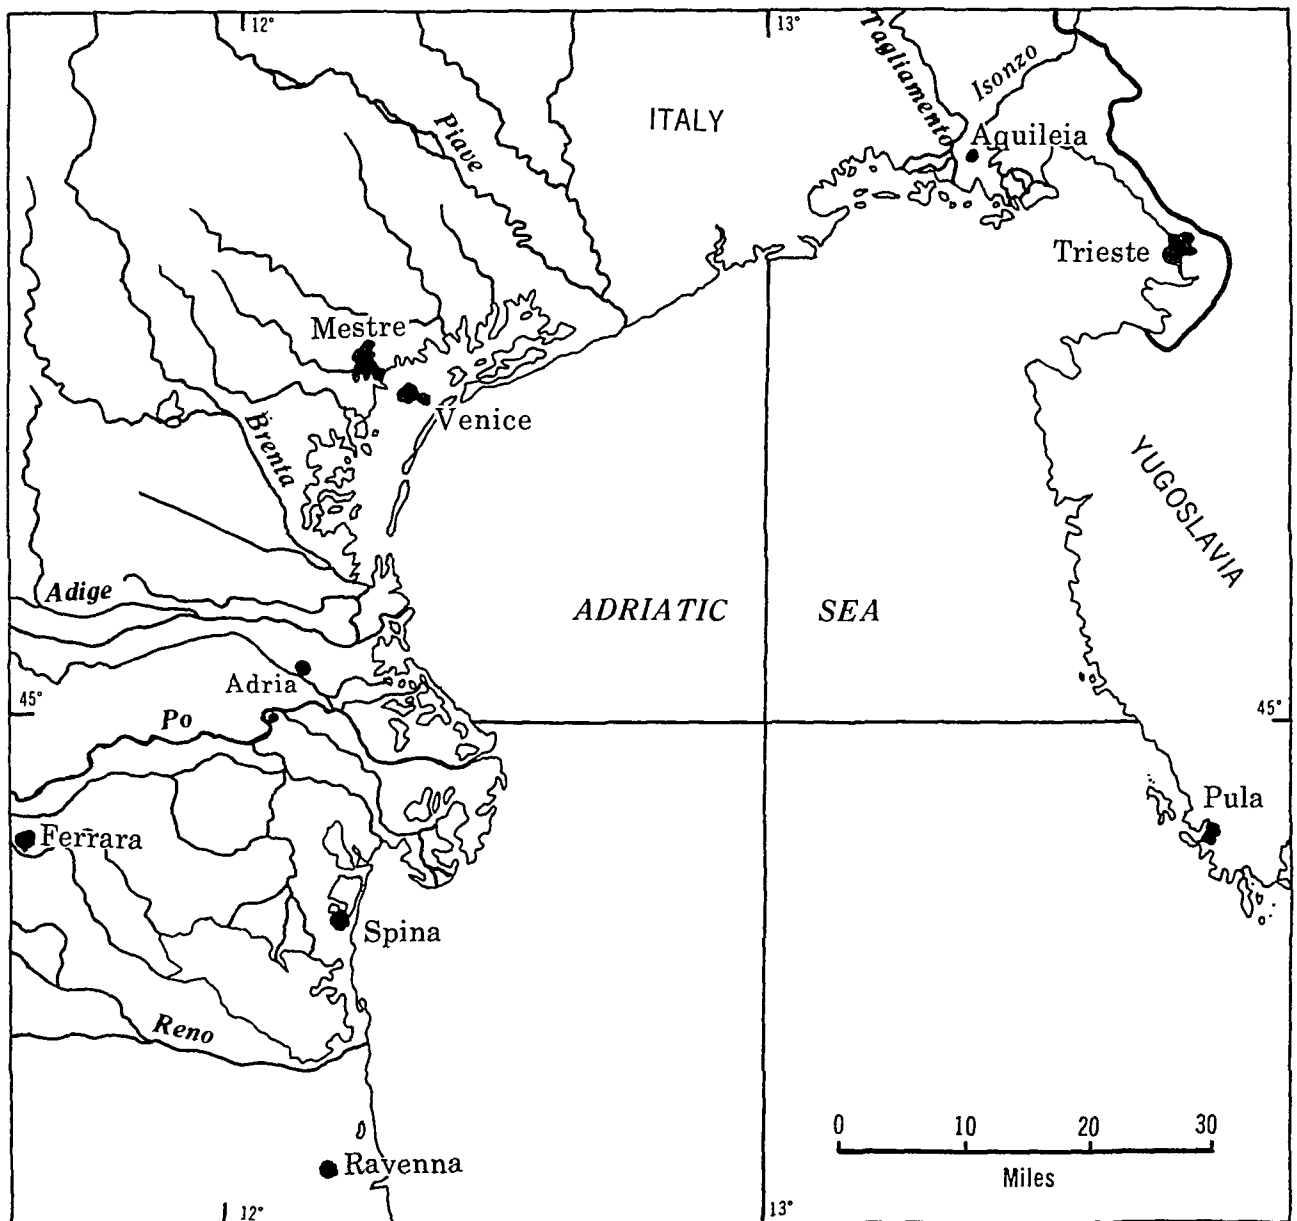 12°
13°
Tagliamento
Isonzo
ITALY
Piave
Aquileia
Trieste
Mestre
Venice
Brenta
YUGOSLAVIA
Adige
ADRIATIC SEA
Adria
45°
Po
45°
Pula
Ferrara
Spina
Reno
0 10 20 30
Miles
Ravenna
12°
13°